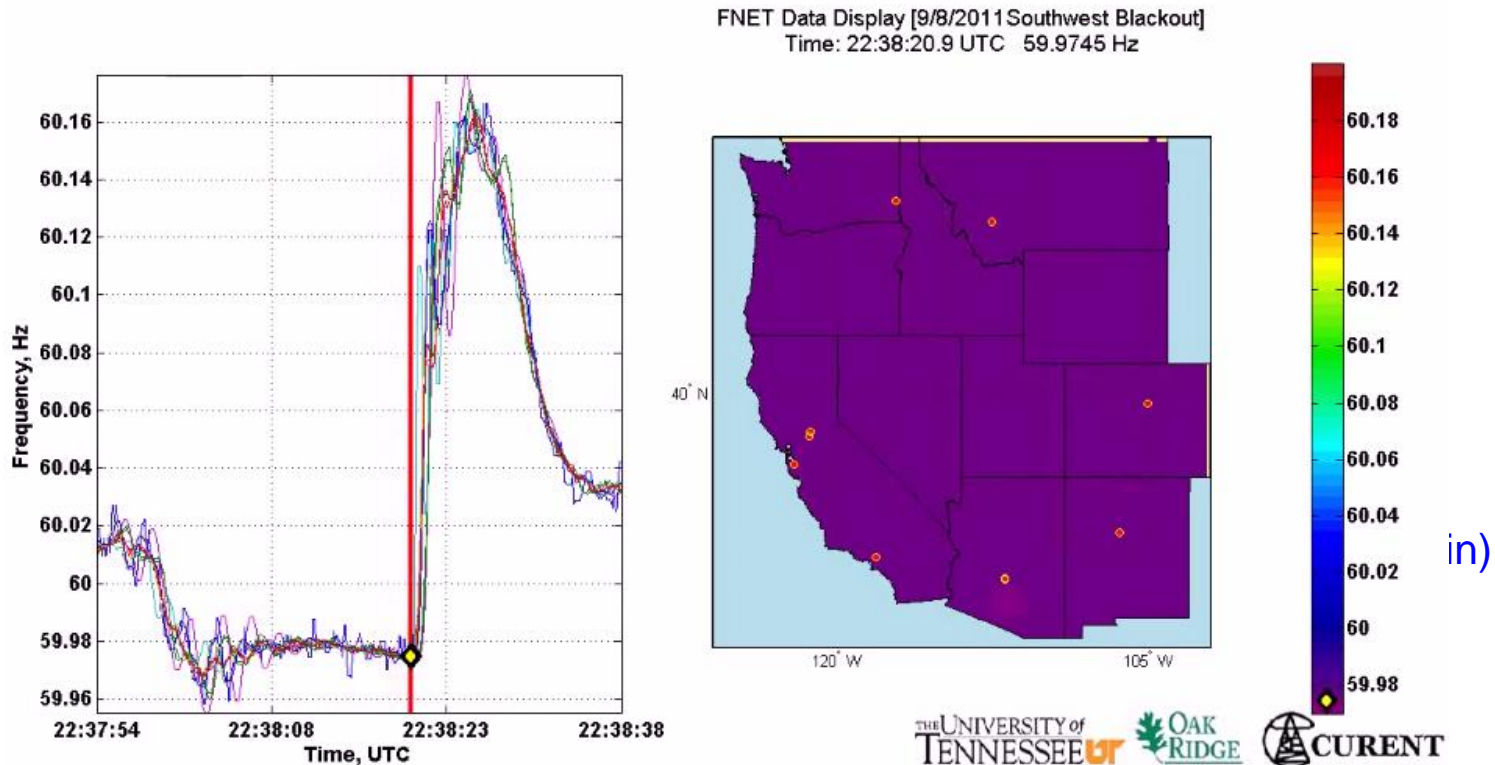 FNET Data Display [9/8/2011 Southwest Blackout]
Time: 22:38:20.9 UTC 59.9745 Hz
60.16
60.14
60.12
60.1
60.08
60.06
60.04
60.02
60
59.98
59.96
Frequency, Hz
22:37:54
22:38:08
22:38:23
22:38:38
Time, UTC
40° N
120° W
105° W
60.18
60.16
60.14
60.12
60.1
60.08
60.06
60.04
60.02
60
59.98
in)
THE UNIVERSITY of
TENNESSEE UT
OAK
RIDGE
CURENT